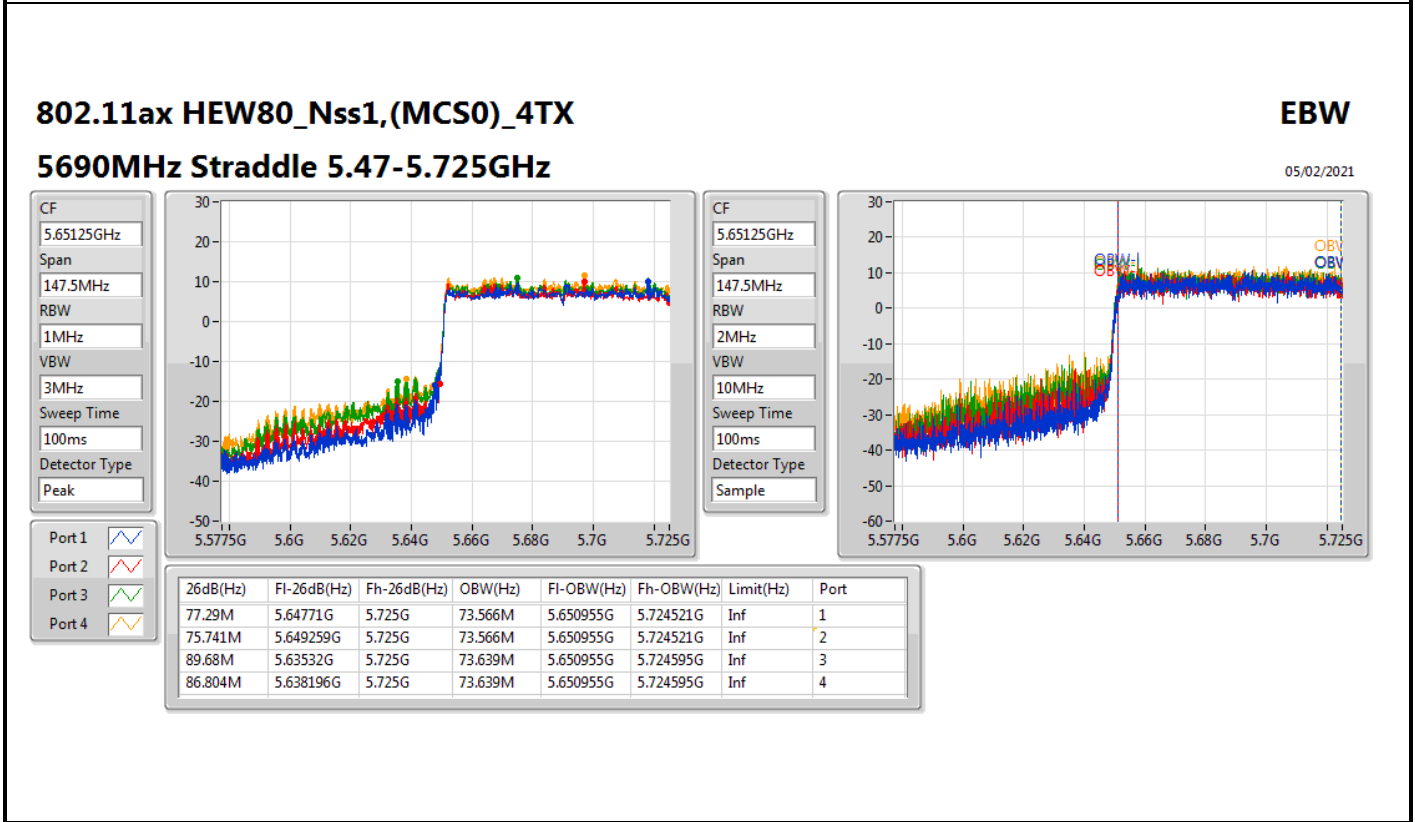 802.11ax HEW80_Nss1,(MCS0)_4TX
EBW
5690MHz Straddle 5.47-5.725GHz
05/02/2021
CF
5.65125GHz
Span
147.5MHz
RBW
1MHz
VBW
3MHz
Sweep Time
100ms
Detector Type
Peak
30
20
10
0
-10
-20
-30
-40
-50
5.5775G 5.6G 5.62G 5.64G 5.66G 5.68G 5.7G 5.725G
CF
5.65125GHz
Span
147.5MHz
RBW
2MHz
VBW
10MHz
Sweep Time
100ms
Detector Type
Sample
30
20
10
0
-10
-20
-30
-40
-50
-60
OBW-l
OBV
OBV
5.5775G 5.6G 5.62G 5.64G 5.66G 5.68G 5.7G 5.725G
Port 1
Port 2
Port 3
Port 4
26dB(Hz) Fl-26dB(Hz) Fh-26dB(Hz) OBW(Hz) Fl-OBW(Hz) Fh-OBW(Hz) Limit(Hz) Port
77.29M 5.64771G 5.725G 73.566M 5.650955G 5.724521G Inf 1
75.741M 5.649259G 5.725G 73.566M 5.650955G 5.724521G Inf 2
89.68M 5.63532G 5.725G 73.639M 5.650955G 5.724595G Inf 3
86.804M 5.638196G 5.725G 73.639M 5.650955G 5.724595G Inf 4